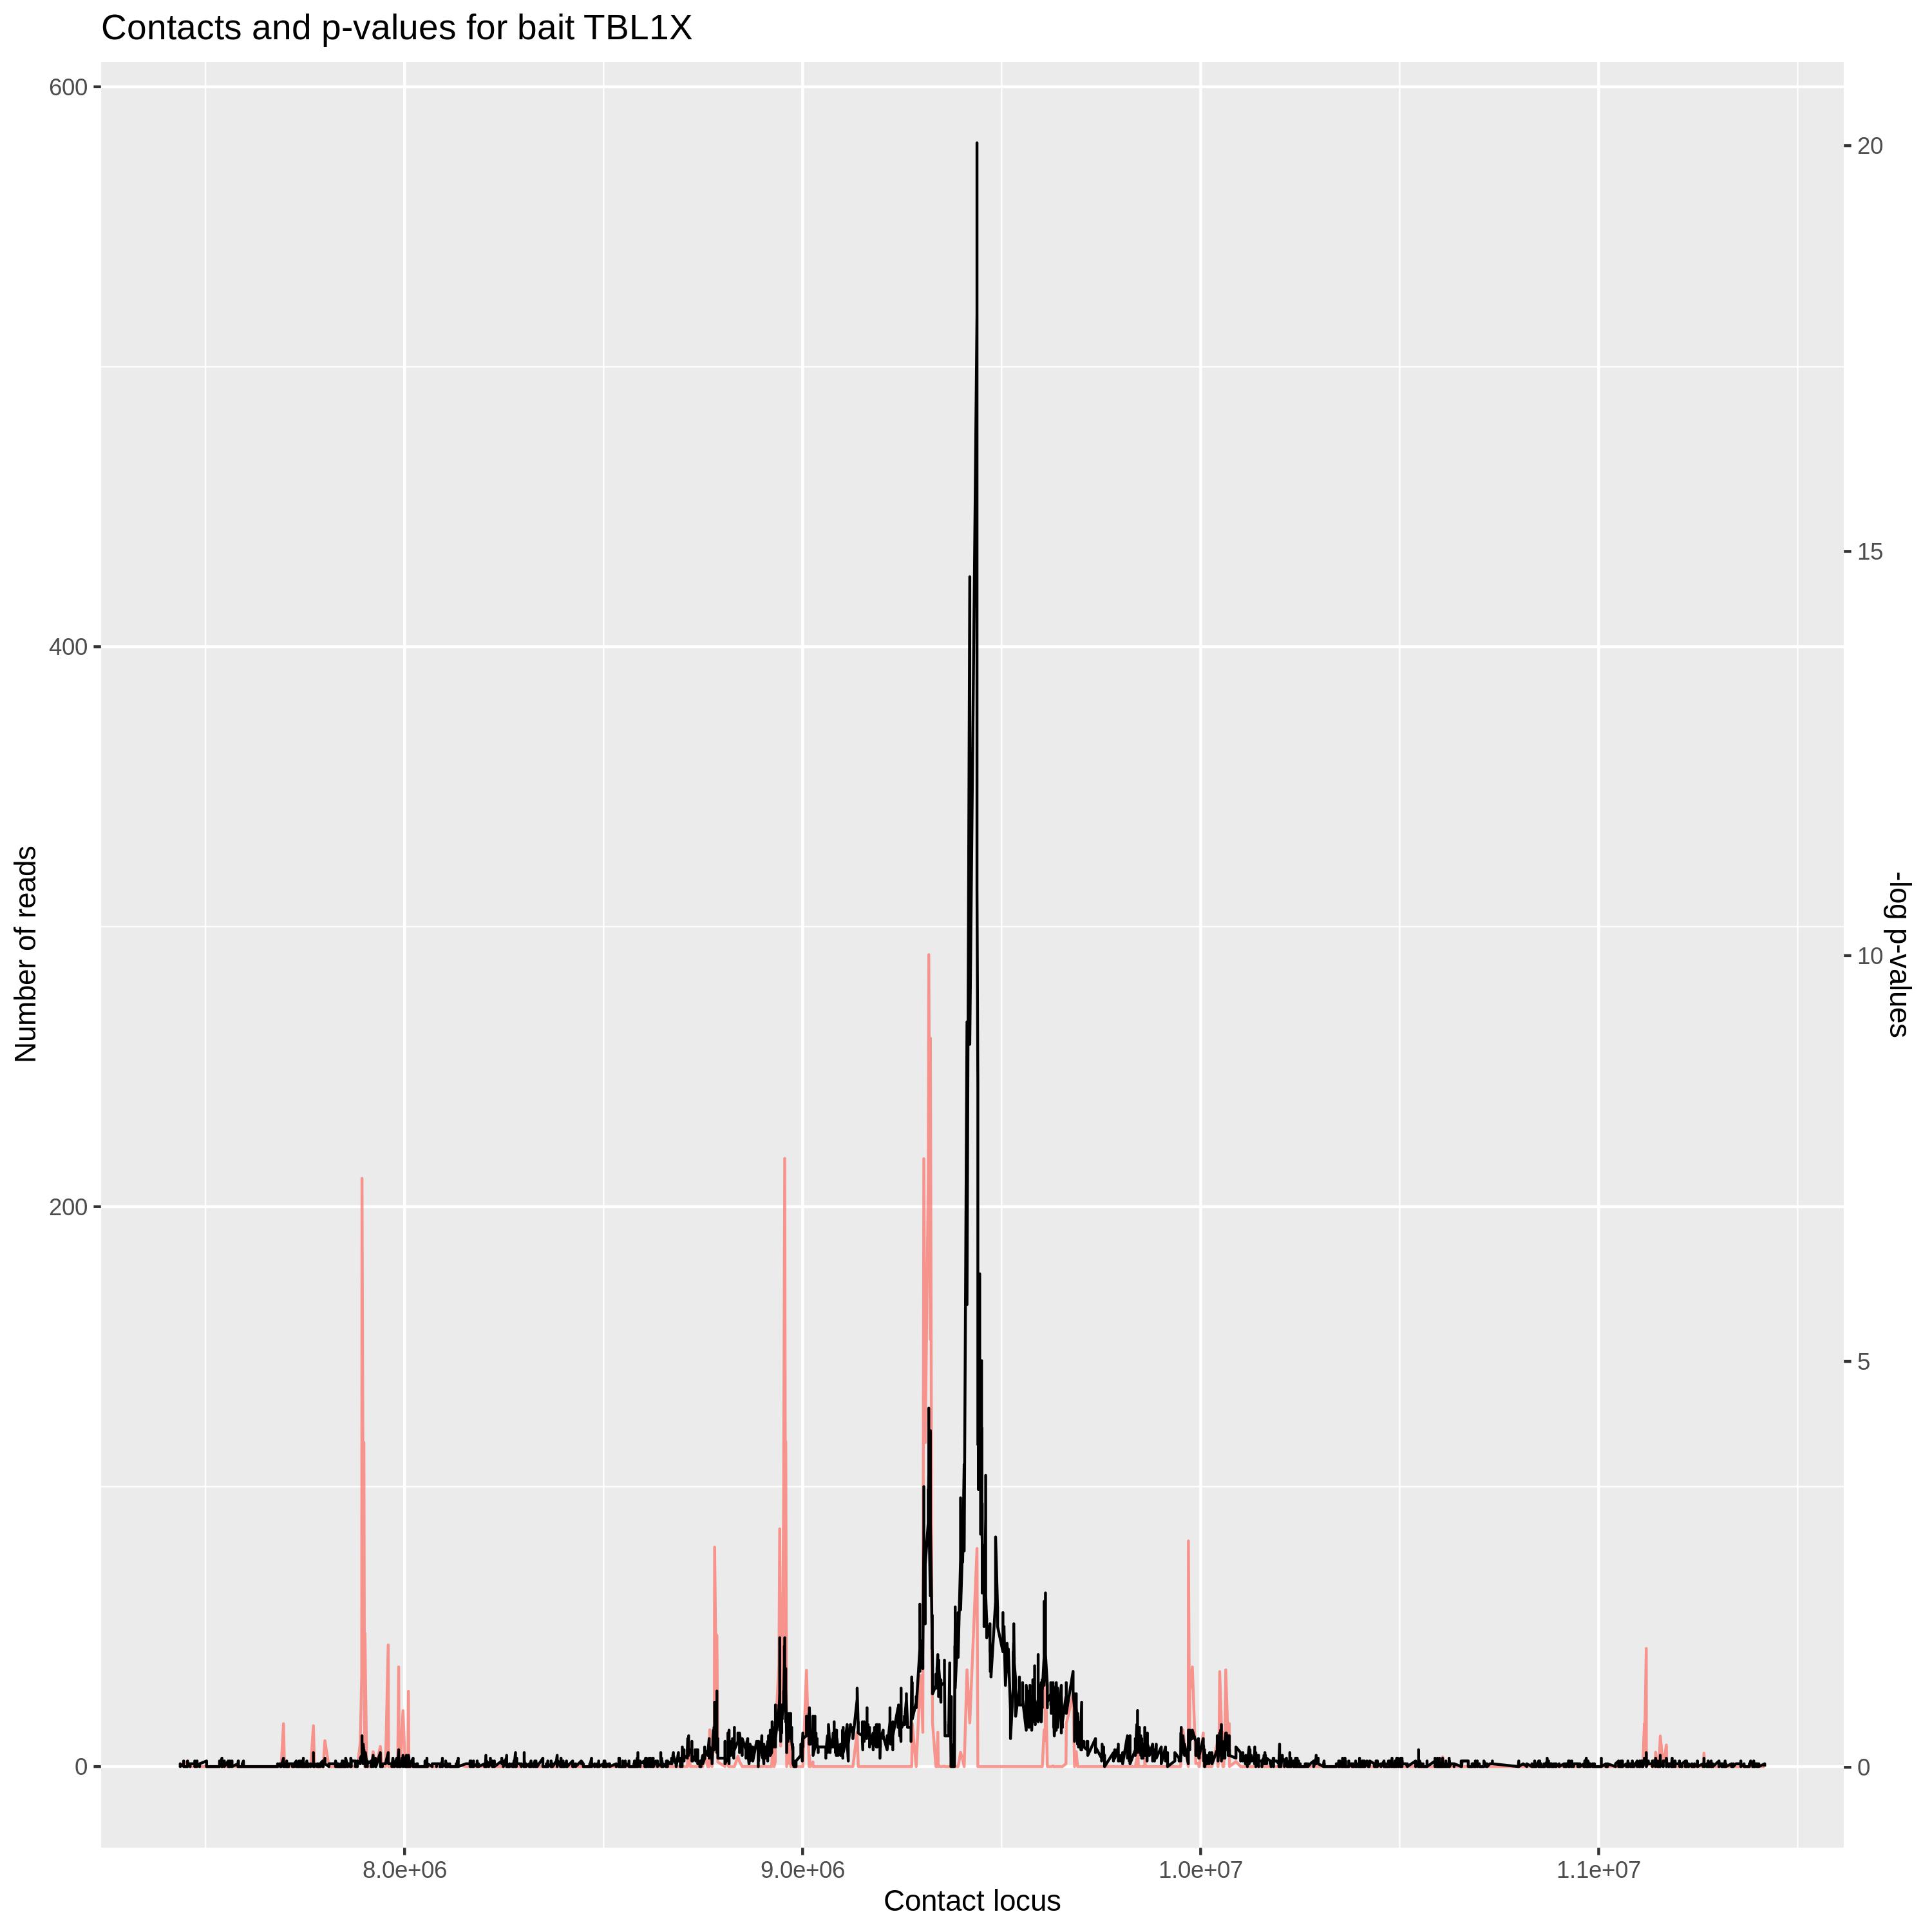 Contacts and p-values for bait TBL1X
600
400
200
0
Number of reads
20
15
10
5
0
-log p-values
8.0e+06
9.0e+06
1.0e+07
1.1e+07
Contact locus